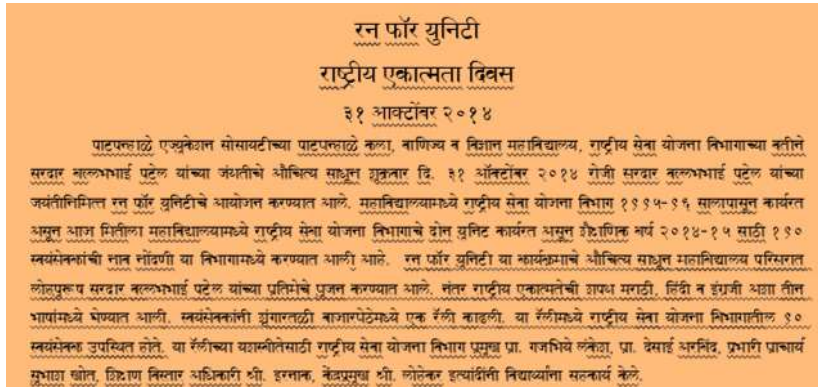 रन फॉर युनिटी
राष्ट्रीय एकात्मता दिवस
३१ आक्टोंबर २०१४
पाटपन्हाळे एज्युकेशन सोसायटीच्या पाटपन्हाळे कला, वाणिज्य व विज्ञान महाविद्यालय, राष्ट्रीय सेवा योजना विभागाच्या वतीने
सरदार वल्लभभाई पटेल यांच्या जंयतीचे औचित्य साधून शुक्रवार दि. ३१ ऑक्टोंबर २०१४ रोजी सरदार वल्लभभाई पटेल यांच्या
जयंतीनिमित्त रन फॉर युनिटीचे आयोजन करण्यात आले. महाविद्यालयामध्ये राष्ट्रीय सेवा योजना विभाग १९९५-९६ सालापासून कार्यरत
असून आज मितीला महाविद्यालयामध्ये राष्ट्रीय सेवा योजना विभागाचे दोन युनिट कार्यरत असून शैक्षणिक वर्ष २०१४-१५ साठी १९०
स्वयंसेवकांची नाव नोंदणी या विभागामध्ये करण्यात आली आहे. रन फॉर युनिटी या कार्यक्रमाचे औचित्य साधून महाविद्यालय परिसरात
लोहपुरूष सरदार वल्लभभाई पटेल यांच्या प्रतिमेचे पुजन करण्यात आले. नंतर राष्ट्रीय एकात्मतेची शपथ मराठी, हिंदी व इंग्रजी अशा तीन
भाषांमध्ये घेण्यात आली. स्वयंसेवकांनी शृंगारतळी बाजारपेठेमध्ये एक रॅली काढली. या रॅलीमध्ये राष्ट्रीय सेवा योजना विभागातील ९०
स्वयंसेवक उपस्थित होते. या रॅलीच्या यशस्वीतेसाठी राष्ट्रीय सेवा योजना विभाग प्रमुख प्रा. गजभिये लंकेश, प्रा. देसाई अरविंद, प्रभारी प्राचार्य
सुभाश खोत, शिक्षण विस्तार अधिकारी श्री. इरनाक, केंद्रप्रमुख श्री. लोहकर इत्यादींनी विद्यार्थ्यांना सहकार्य केले.